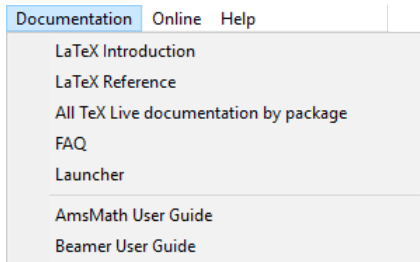 Documentation Online Help
LaTeX Introduction
LaTeX Reference
All TeX Live documentation by package
FAQ
Launcher
AmsMath User Guide
Beamer User Guide